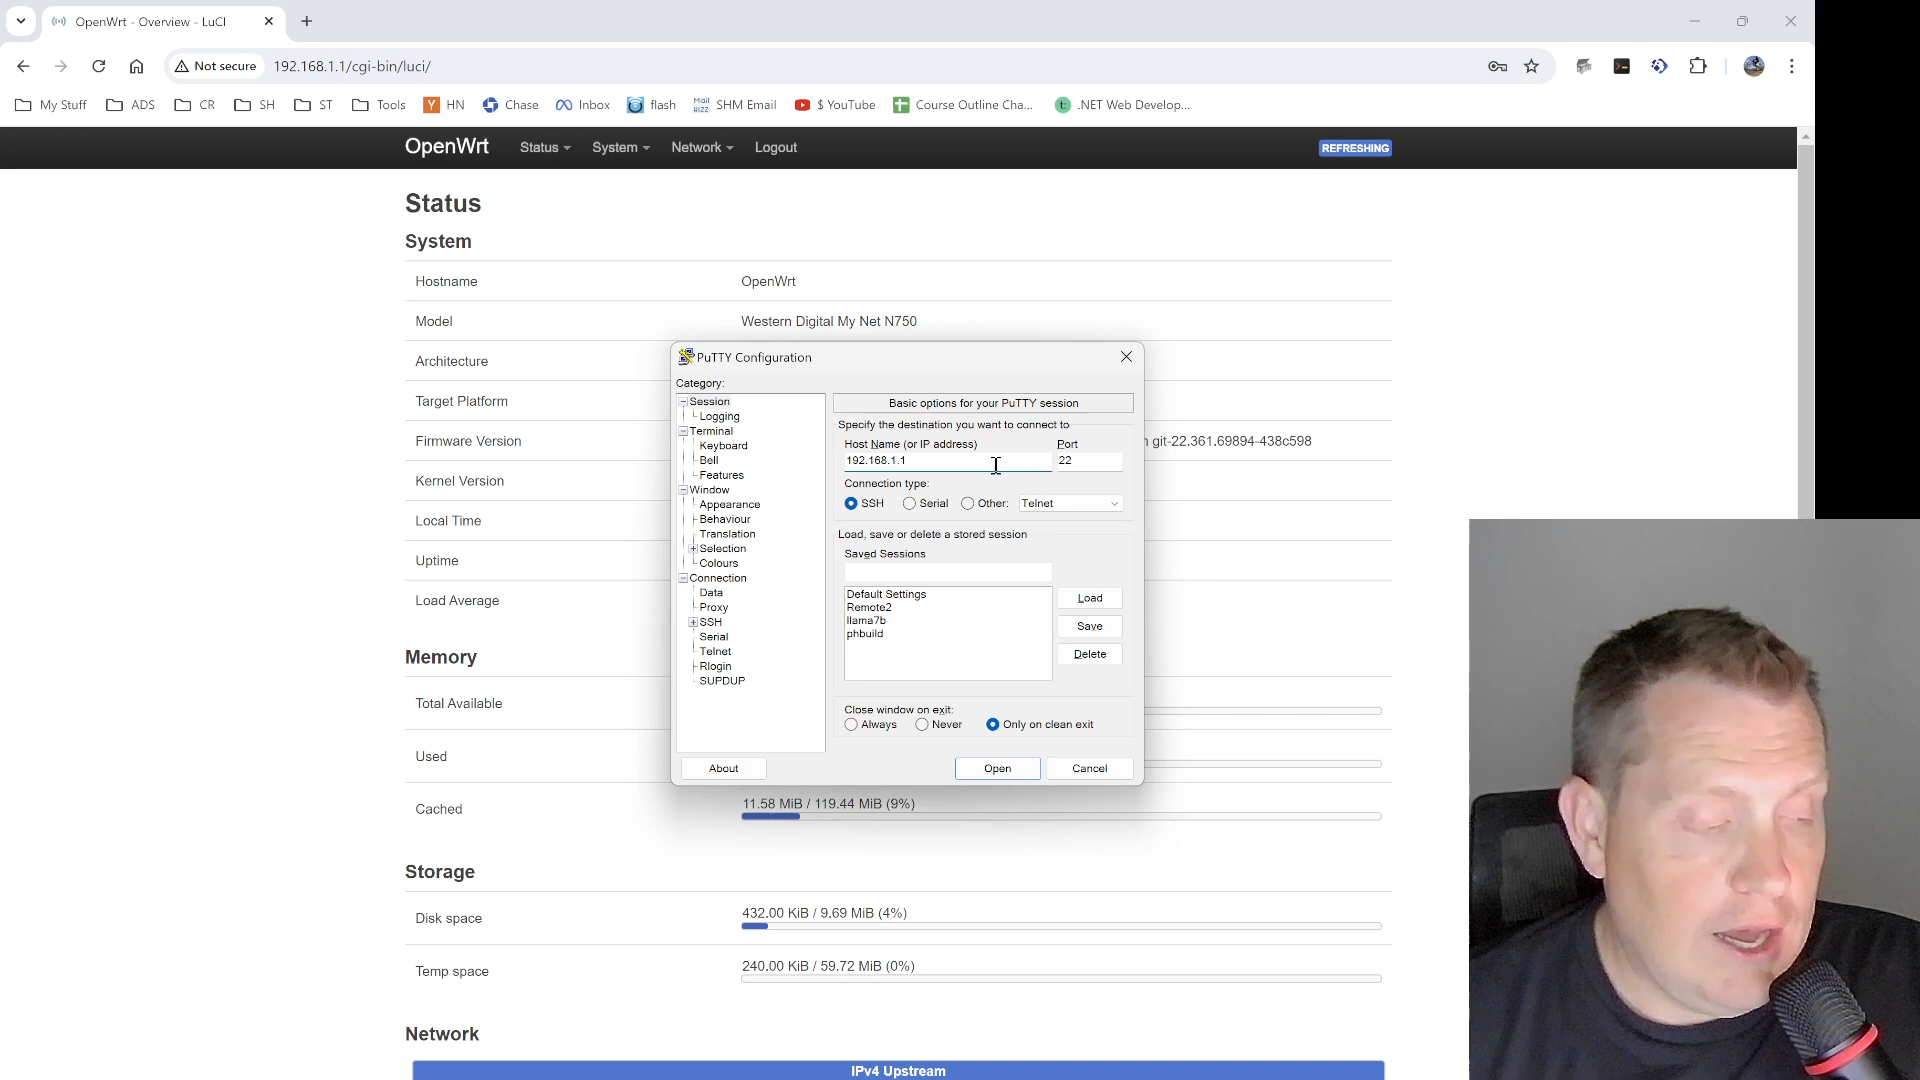 OpenWrt - Overview - LuCI
Not secure
192.168.1.1/cgi-bin/luci/
My Stuff
ADS
CR
SH
ST
Tools
Y HN
Chase
Inbox
flash
Mail WIZZ SHM Email
$ YouTube
Course Outline Cha...
t .NET Web Develop...
OpenWrt
Status
System
Network
Logout
REFRESHING
Status
System
Hostname
OpenWrt
Model
Western Digital My Net N750
Architecture
Target Platform
Firmware Version
git-22.361.69894-438c598
Kernel Version
Local Time
Uptime
Load Average
Memory
Total Available
Used
Cached
11.58 MiB / 119.44 MiB (9%)
Storage
Disk space
432.00 KiB / 9.69 MiB (4%)
Temp space
240.00 KiB / 59.72 MiB (0%)
Network
IPv4 Upstream
PuTTY Configuration
Category:
Session
Logging
Terminal
Keyboard
Bell
Features
Window
Appearance
Behaviour
Translation
Selection
Colours
Connection
Data
Proxy
SSH
Serial
Telnet
Rlogin
SUPDUP
Basic options for your PuTTY session
Specify the destination you want to connect to
Host Name (or IP address)
Port
192.168.1.1
22
Connection type:
SSH
Serial
Other:
Telnet
Load, save or delete a stored session
Saved Sessions
Default Settings
Remote2
llama7b
phbuild
Load
Save
Delete
Close window on exit:
Always
Never
Only on clean exit
About
Open
Cancel